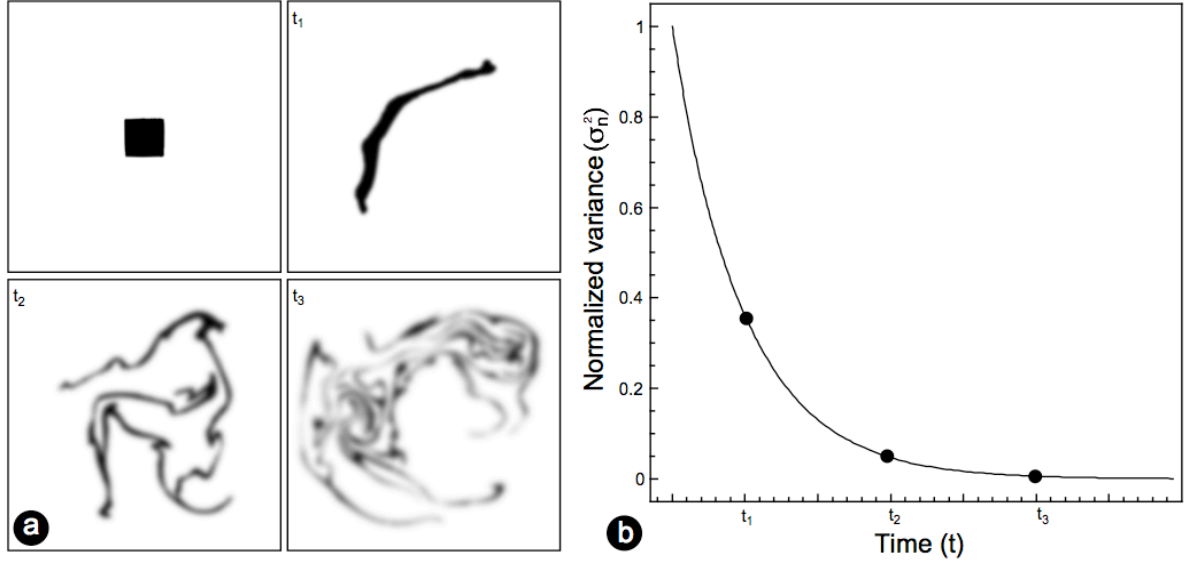 t₁
t₂
t₃
a
Normalized variance (σₙ²)
1
0.8
0.6
0.4
0.2
0
t₁
t₂
t₃
Time (t)
b